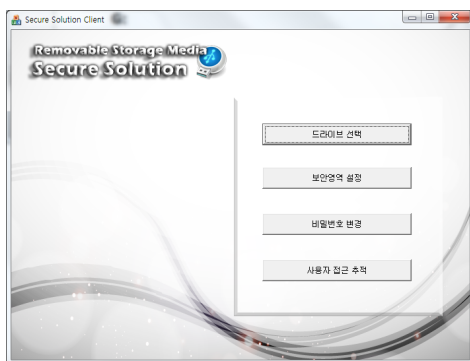 Secure Solution Client
Removable Storage Media
Secure Solution
드라이브 선택
보안영역 설정
비밀번호 변경
사용자 접근 추적